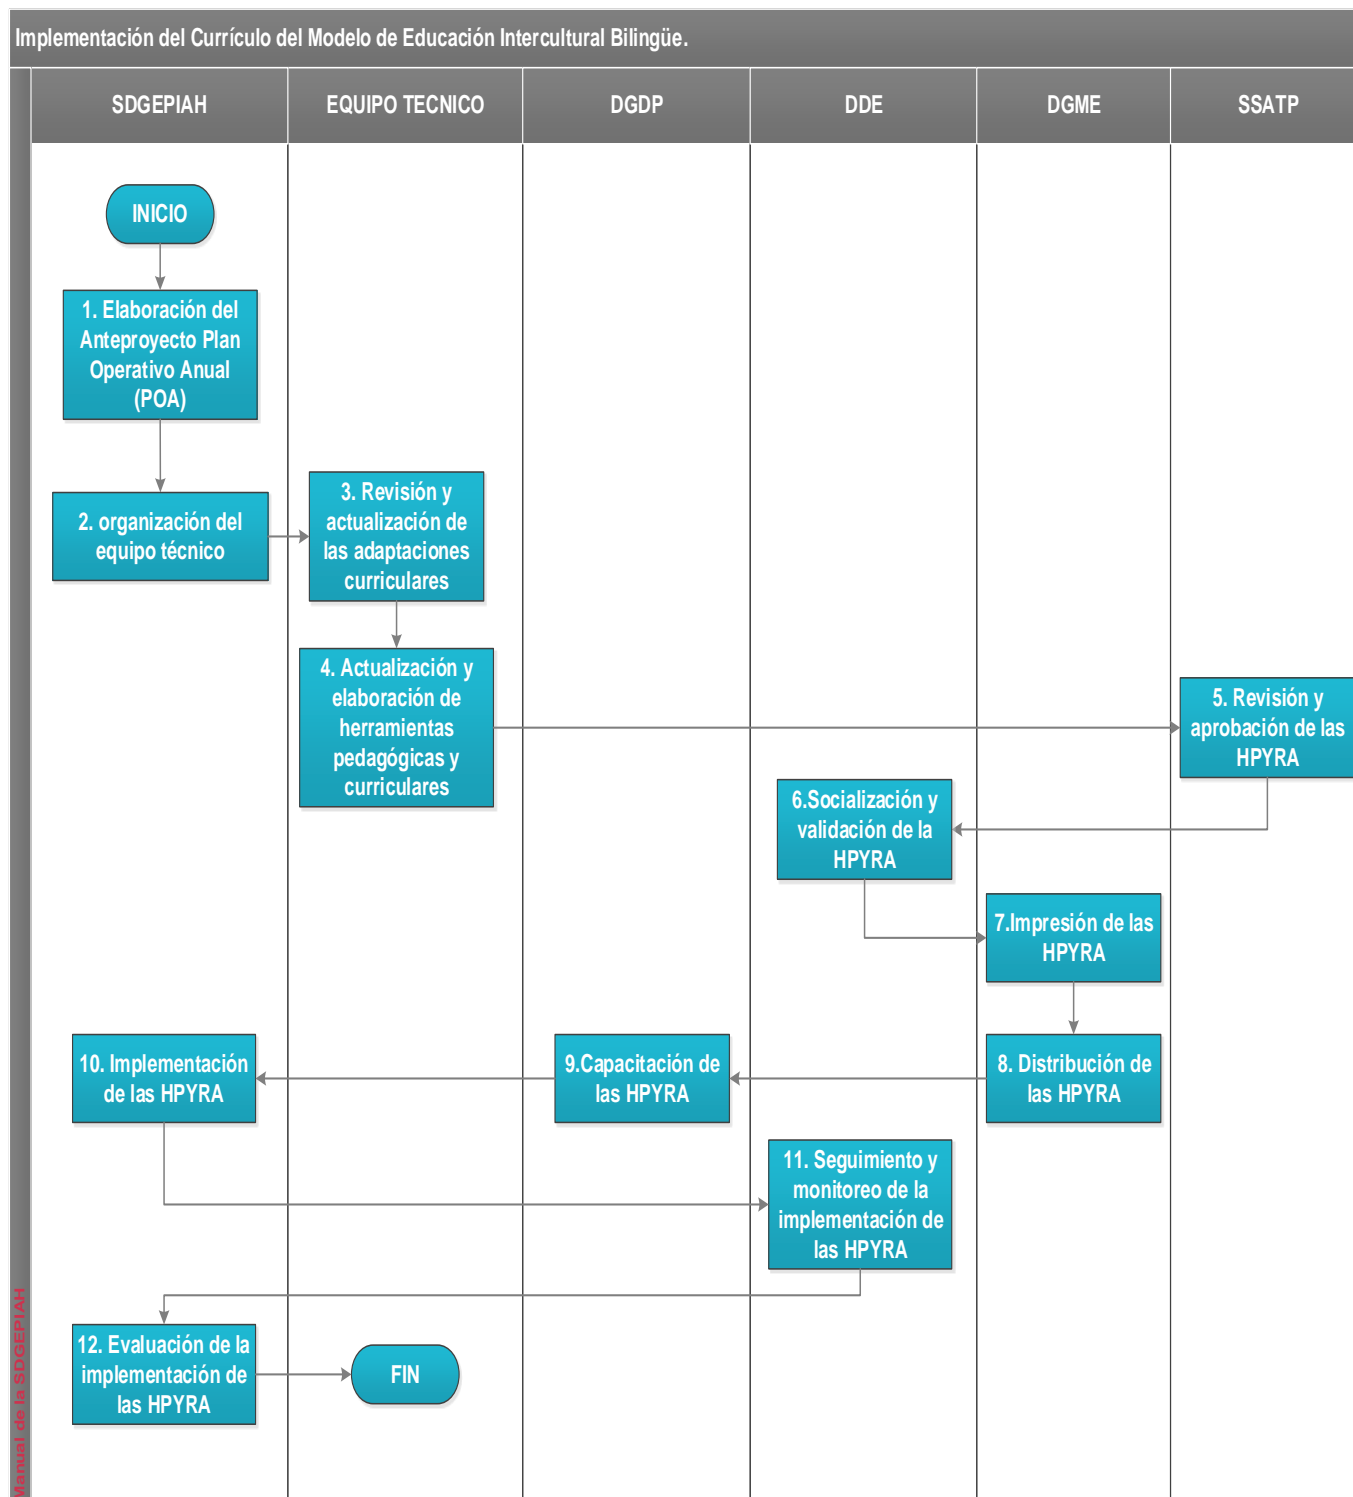 Implementación del Currículo del Modelo de Educación Intercultural Bilingüe.
SDGEPIAH
EQUIPO TECNICO
DGDP
DDE
DGME
SSATP
INICIO
1. Elaboración del
Anteproyecto Plan
Operativo Anual
(POA)
2. organización del
equipo técnico
3. Revisión y
actualización de
las adaptaciones
curriculares
4. Actualización y
elaboración de
herramientas
pedagógicas y
curriculares
5. Revisión y
aprobación de las
HPYRA
6.Socialización y
validación de la
HPYRA
7.Impresión de las
HPYRA
8. Distribución de
las HPYRA
9.Capacitación de
las HPYRA
10. Implementación
de las HPYRA
11. Seguimiento y
monitoreo de la
implementación de
las HPYRA
12. Evaluación de la
implementación de
las HPYRA
FIN
Manual de la SDGEPIAH